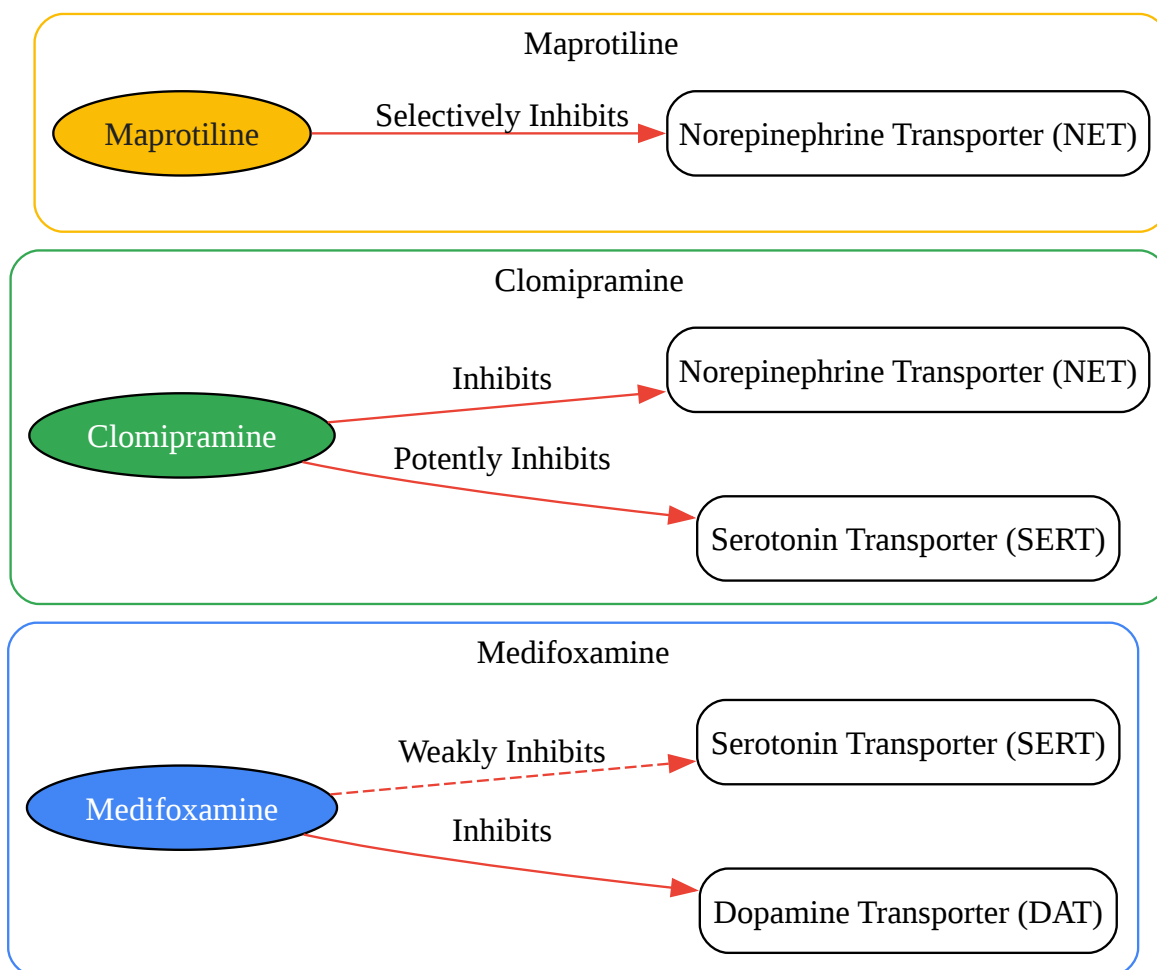 Maprotiline
Maprotiline
Selectively Inhibits
Norepinephrine Transporter (NET)
Clomipramine
Clomipramine
Inhibits
Norepinephrine Transporter (NET)
Potently Inhibits
Serotonin Transporter (SERT)
Medifoxamine
Medifoxamine
Weakly Inhibits
Serotonin Transporter (SERT)
Inhibits
Dopamine Transporter (DAT)